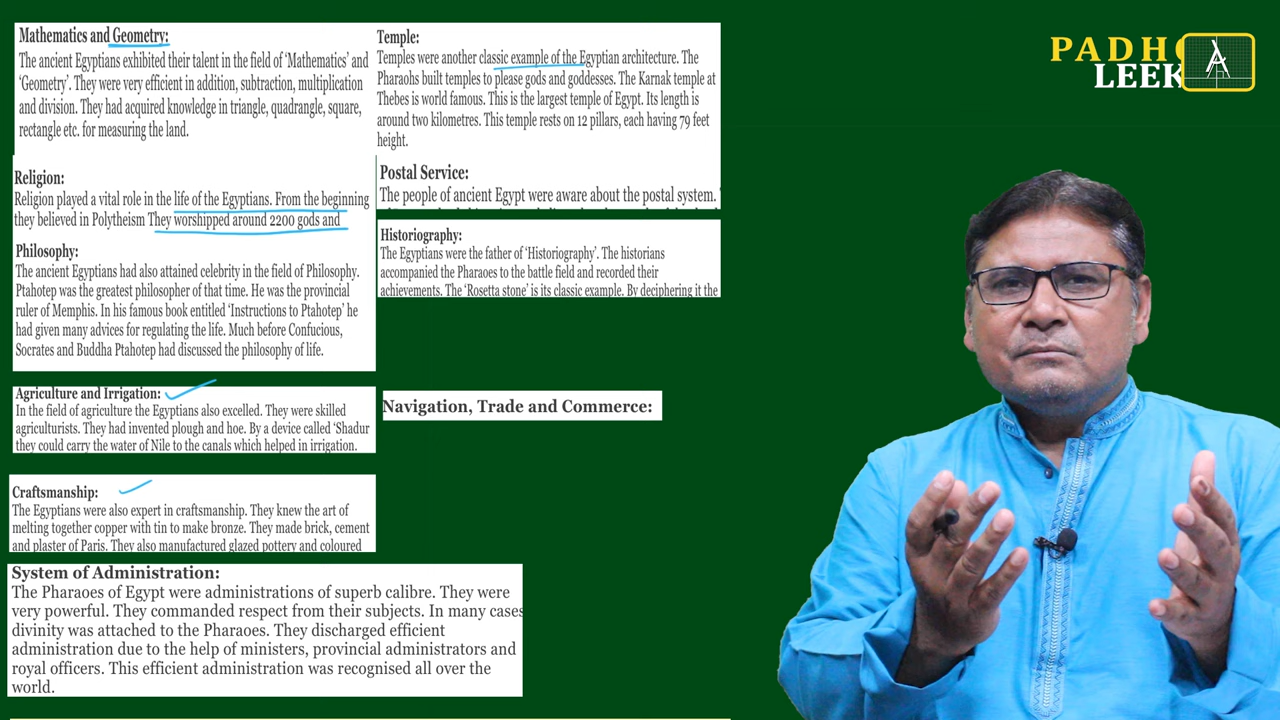 Mathematics and Geometry:
The ancient Egyptians exhibited their talent in the field of ‘Mathematics’ and
‘Geometry’. They were very efficient in addition, subtraction, multiplication
and division. They had acquired knowledge in triangle, quadrangle, square,
rectangle etc. for measuring the land.
Religion:
Religion played a vital role in the life of the Egyptians. From the beginning
they believed in Polytheism They worshipped around 2200 gods and
Philosophy:
The ancient Egyptians had also attained celebrity in the field of Philosophy.
Ptahotep was the greatest philosopher of that time. He was the provincial
ruler of Memphis. In his famous book entitled ‘Instructions to Ptahotep’ he
had given many advices for regulating the life. Much before Confucious,
Socrates and Buddha Ptahotep had discussed the philosophy of life.
Agriculture and Irrigation:
In the field of agriculture the Egyptians also excelled. They were skilled
agriculturists. They had invented plough and hoe. By a device called ‘Shadur
they could carry the water of Nile to the canals which helped in irrigation.
Craftsmanship:
The Egyptians were also expert in craftsmanship. They knew the art of
melting together copper with tin to make bronze. They made brick, cement
and plaster of Paris. They also manufactured glazed pottery and coloured
System of Administration:
The Pharaoes of Egypt were administrations of superb calibre. They were
very powerful. They commanded respect from their subjects. In many cases
divinity was attached to the Pharaoes. They discharged efficient
administration due to the help of ministers, provincial administrators and
royal officers. This efficient administration was recognised all over the
world.
Temple:
Temples were another classic example of the Egyptian architecture. The
Pharaohs built temples to please gods and goddesses. The Karnak temple at
Thebes is world famous. This is the largest temple of Egypt. Its length is
around two kilometres. This temple rests on 12 pillars, each having 79 feet
height.
Postal Service:
The people of ancient Egypt were aware about the postal system.
Historiography:
The Egyptians were the father of ‘Historiography’. The historians
accompanied the Pharaoes to the battle field and recorded their
achievements. The ‘Rosetta stone’ is its classic example. By deciphering it the
Navigation, Trade and Commerce:
PADHO
LEEK